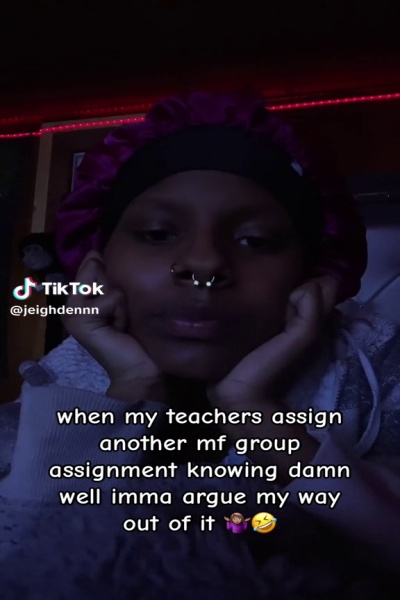 TikTok
@jeighdennn
when my teachers assign
another mf group
assignment knowing damn
well imma argue my way
out of it 🤷🏽‍♀️🤣